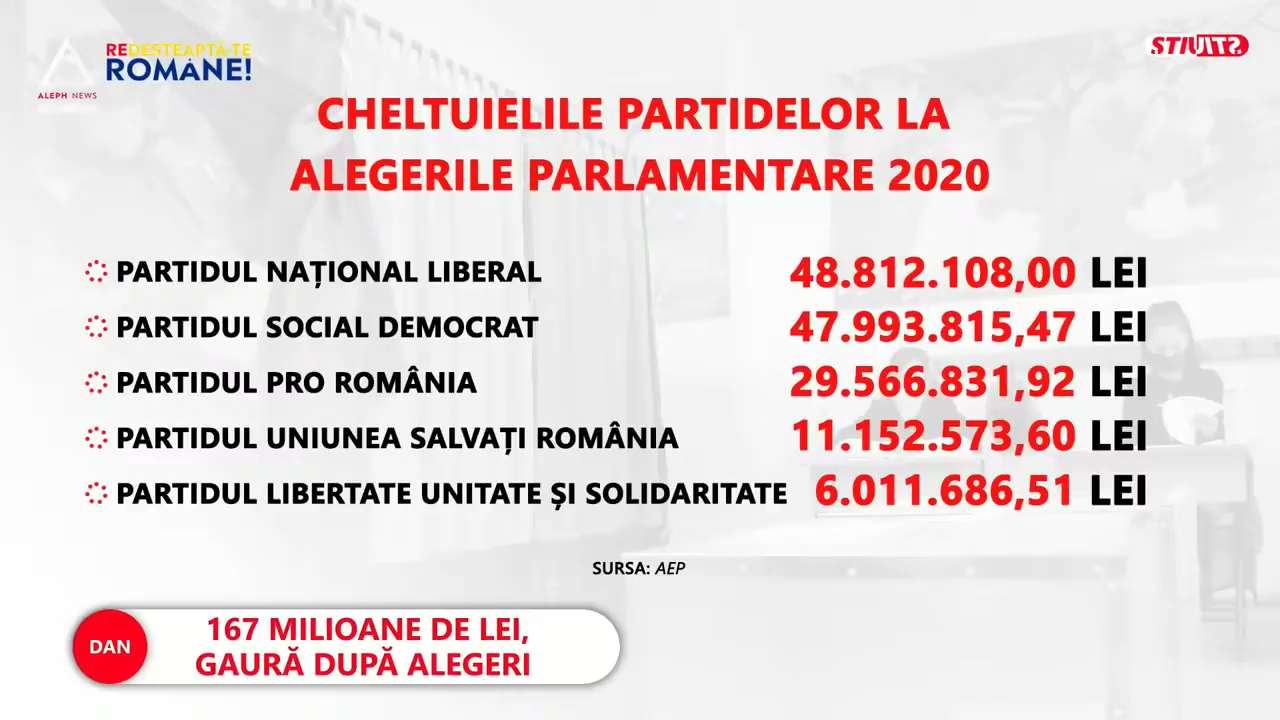 REDESTEAPTĂ-TE
ROMÂNE!
ALEPH NEWS
CHELTUIELILE PARTIDELOR LA
ALEGERILE PARLAMENTARE 2020
PARTIDUL NAȚIONAL LIBERAL 48.812.108,00 LEI
PARTIDUL SOCIAL DEMOCRAT 47.993.815,47 LEI
PARTIDUL PRO ROMÂNIA 29.566.831,92 LEI
PARTIDUL UNIUNEA SALVAȚI ROMÂNIA 11.152.573,60 LEI
PARTIDUL LIBERTATE UNITATE ȘI SOLIDARITATE 6.011.686,51 LEI
SURSA: AEP
DAN
167 MILIOANE DE LEI,
GAURĂ DUPĂ ALEGERI